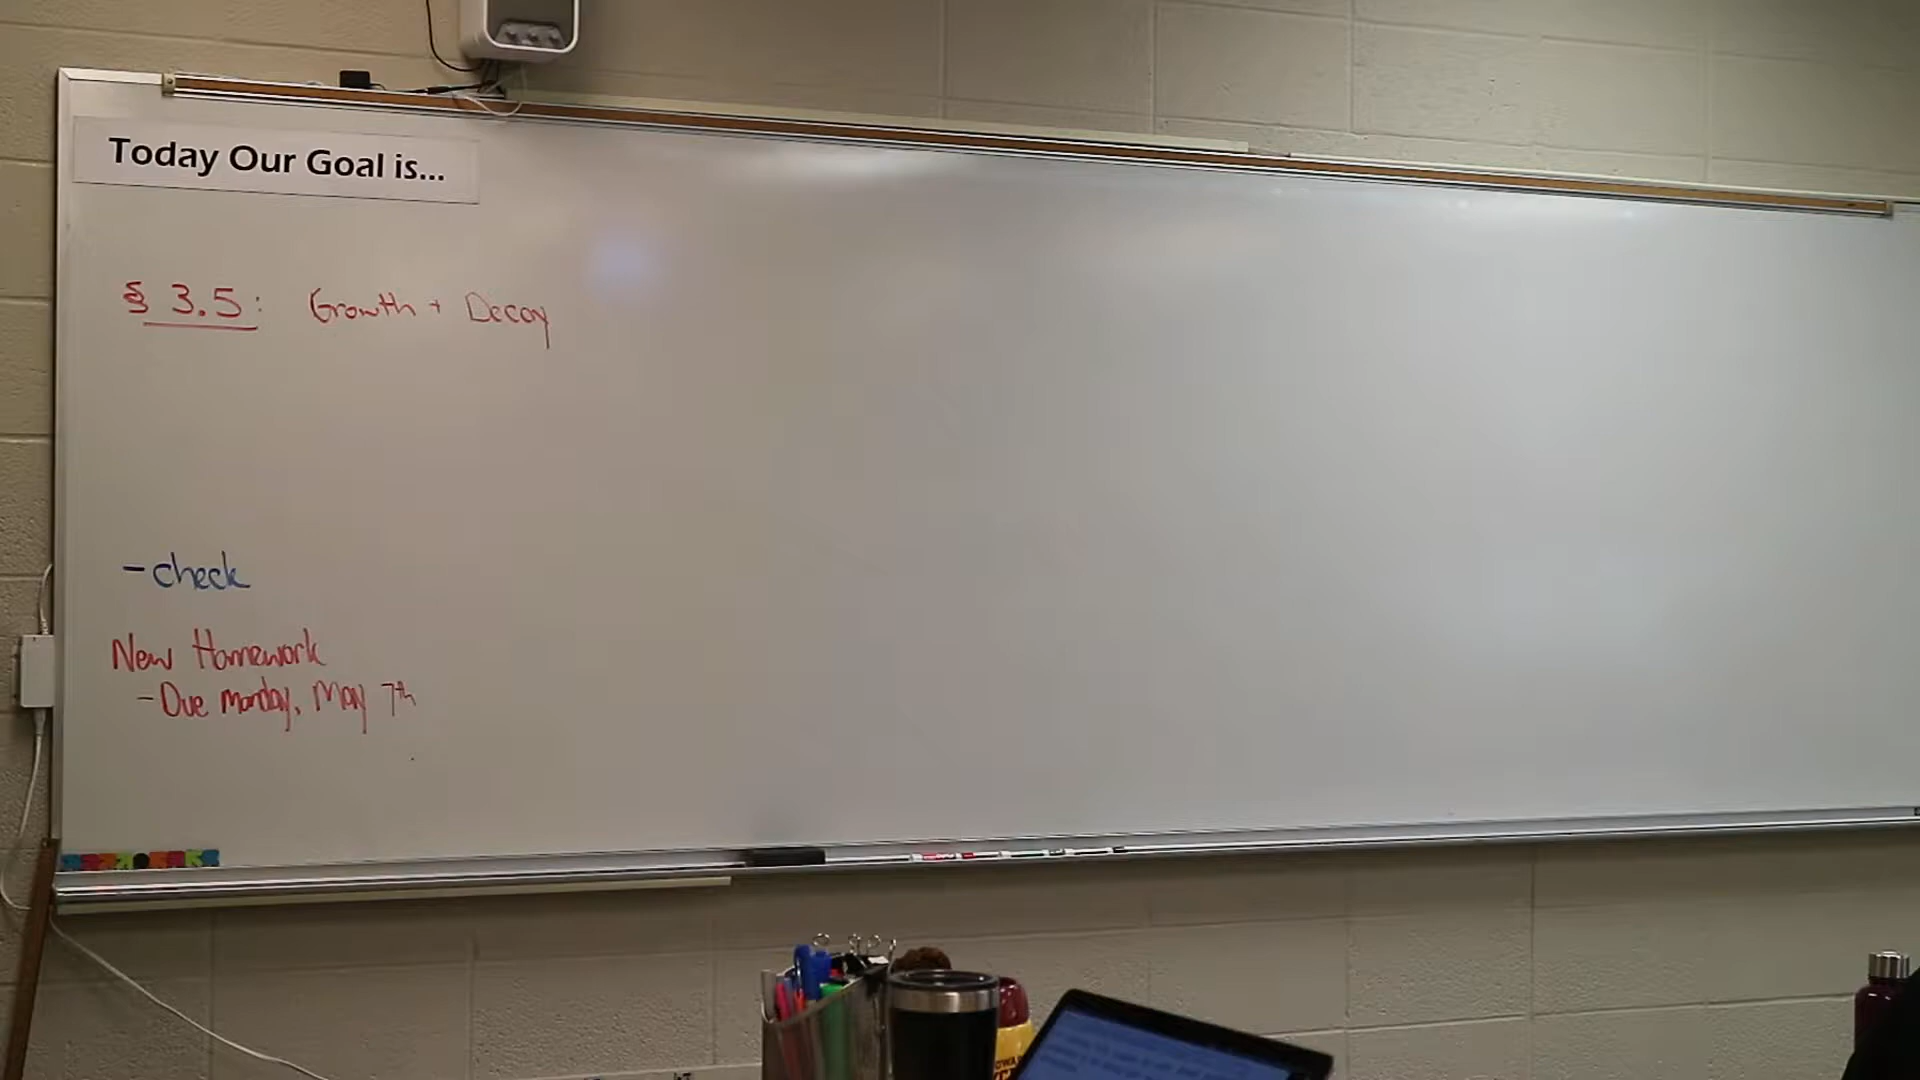 Today Our Goal is...
§ 3.5: Growth + Decay
- check
New Homework
- Due Monday, May 7th